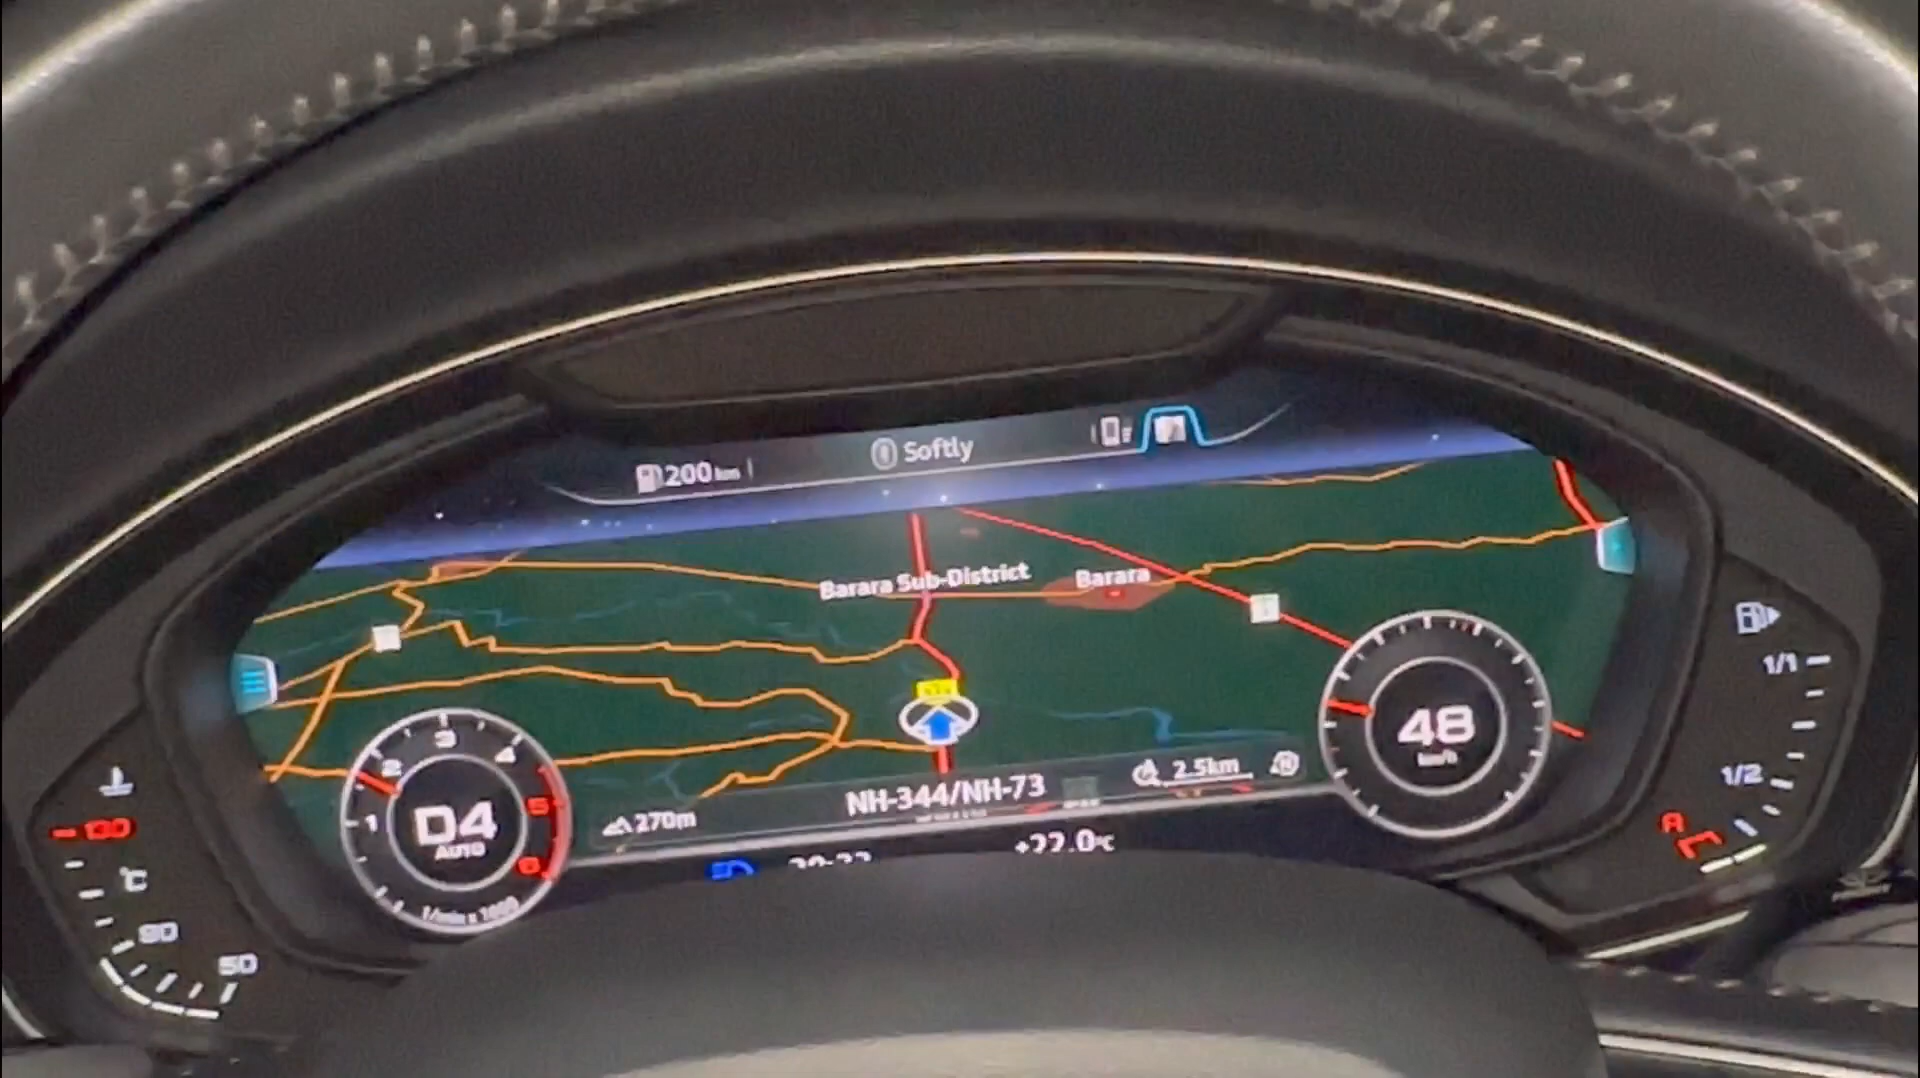 200 km
Softly
Barara Sub-District
Barara
1/1
1/2
R
130
°C
90
50
1
2
3
4
5
6
D4
AUTO
1/min x 1000
270m
NH-344/NH-73
2.5km
N
48
km/h
+22.0°C